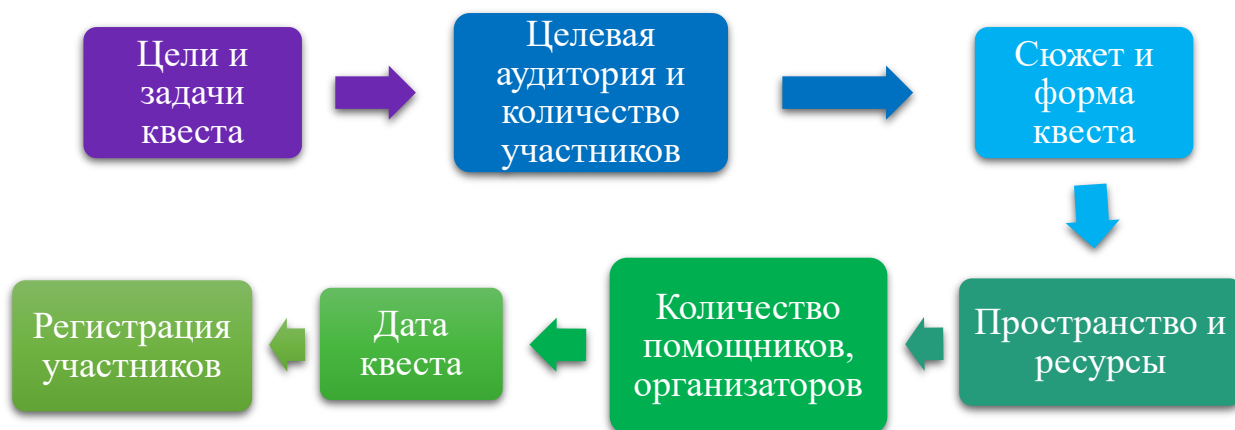 Цели и
задачи
квеста
Целевая
аудитория и
количество
участников
Сюжет и
форма
квеста
Пространство и
ресурсы
Количество
помощников,
организаторов
Дата
квеста
Регистрация
участников